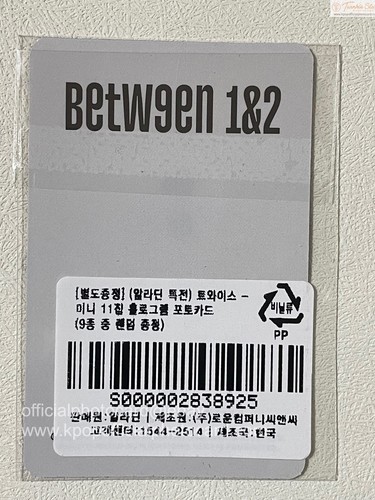 BETW9EN 1&2
[별도증정] (알라딘 특전) 트와이스 -
미니 11집 홀로그램 포토카드
(9종 중 랜덤 증정)
비닐류
PP
S000002838925
판매원:알라딘 | 제조원:(주)로운컴퍼니씨앤씨
고객센터:1544-2514 | 제조국:한국